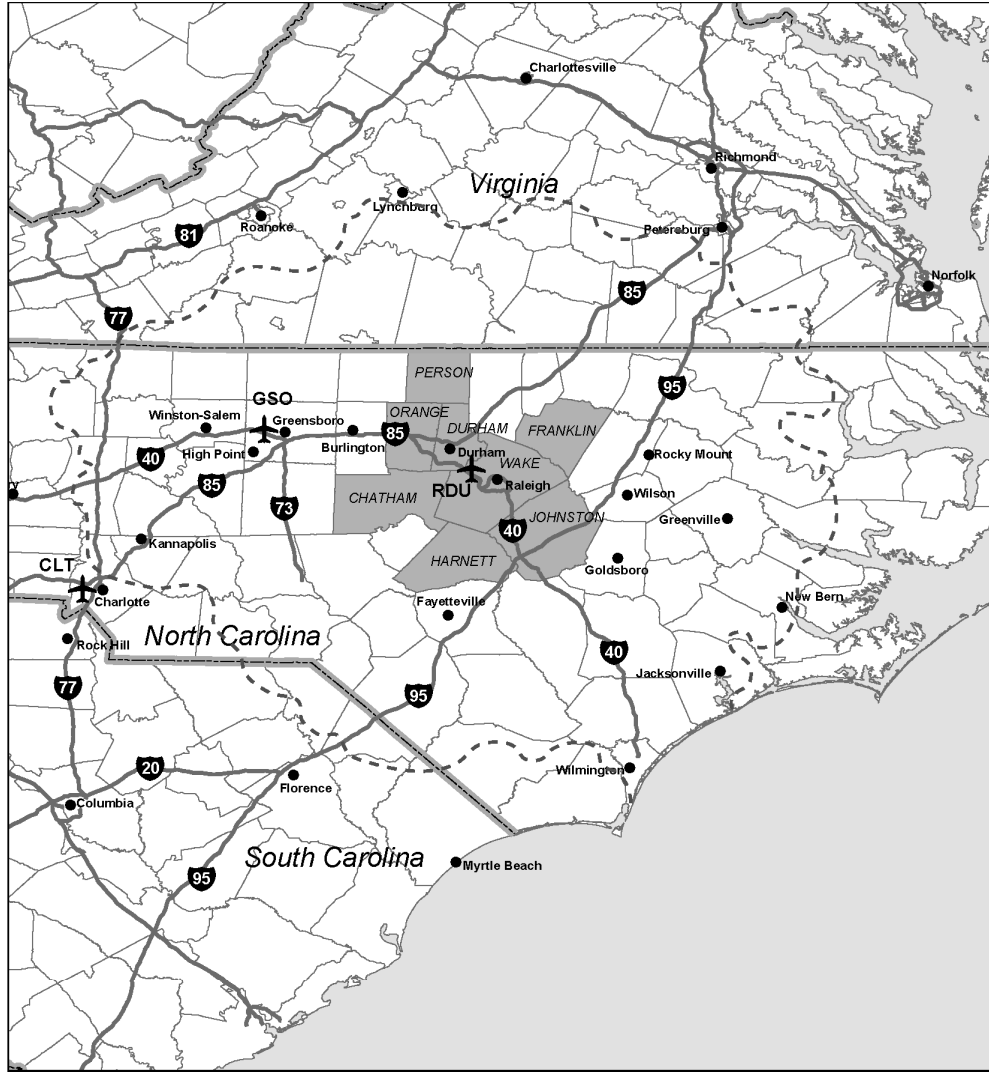 Charlottesville
Richmond
Virginia
Lynchburg
Roanoke
Petersburg
81
Norfolk
85
77
PERSON
95
GSO
ORANGE
Winston-Salem
Greensboro
DURHAM
FRANKLIN
85
Burlington
Durham
High Point
40
WAKE
Rocky Mount
85
RDU
Raleigh
CHATHAM
Wilson
73
JOHNSTON
Greenville
40
Kannapolis
HARNETT
Goldsboro
CLT
Charlotte
Fayetteville
New Bern
North Carolina
Rock Hill
40
Jacksonville
77
95
20
Wilmington
Florence
Columbia
South Carolina
Myrtle Beach
95